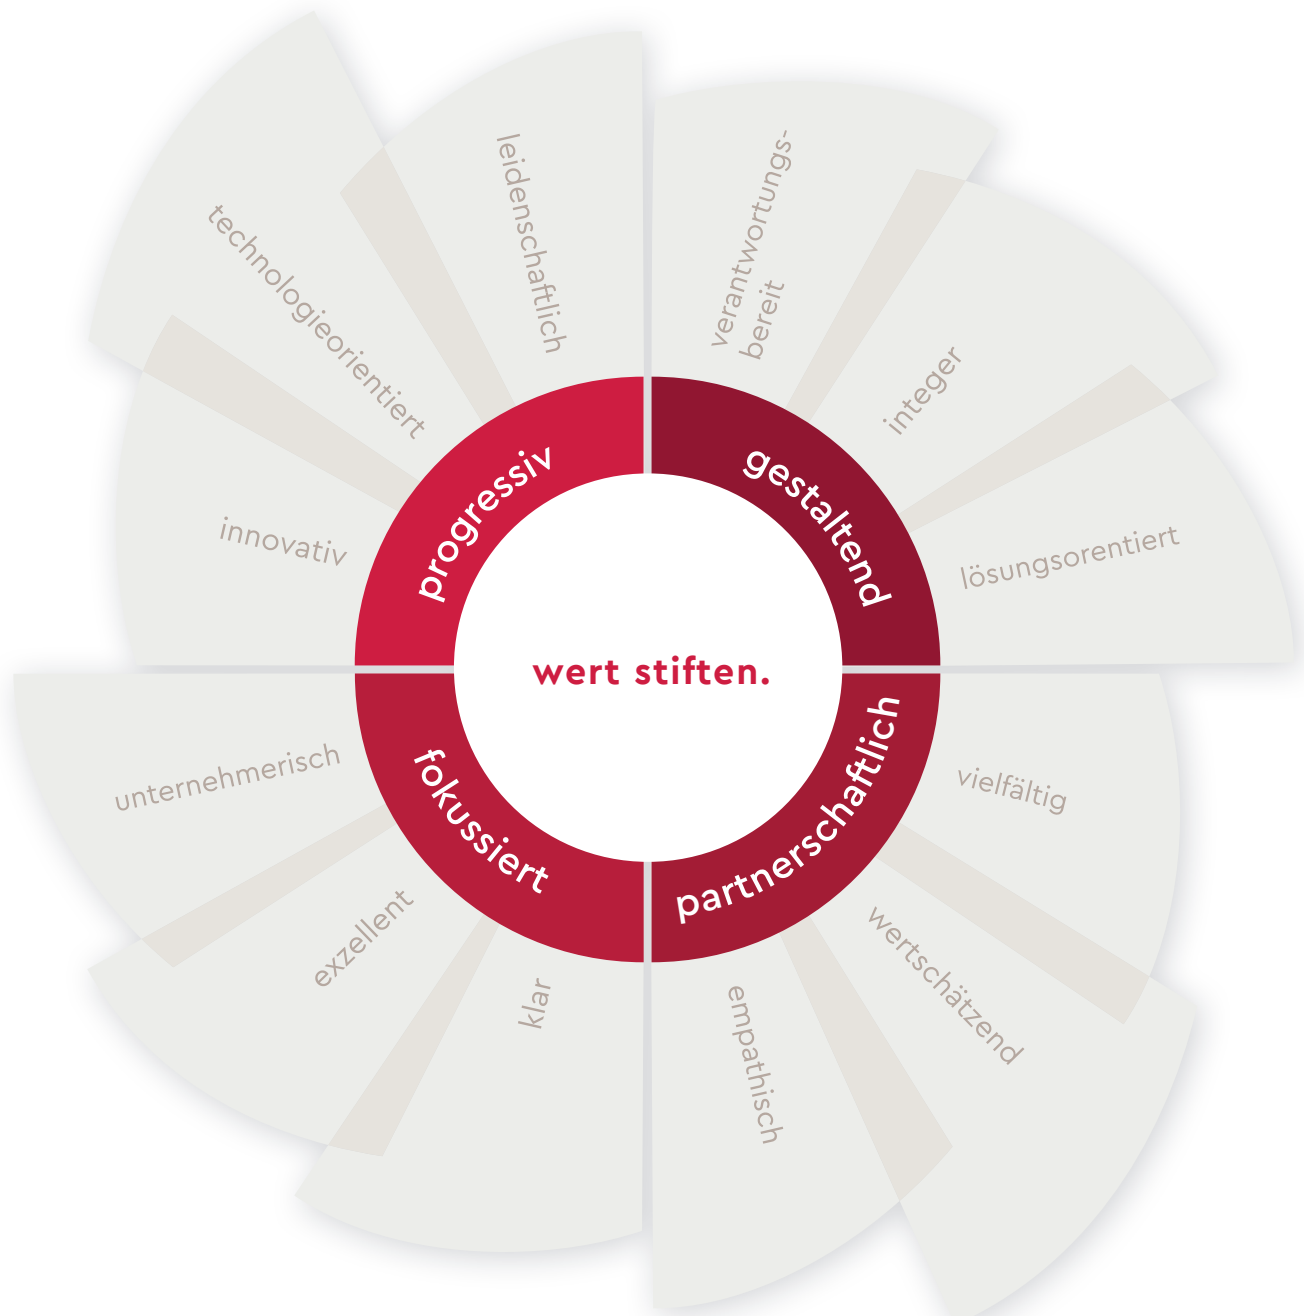 leidenschaftlich
technologieorientiert
innovativ
progressiv
verantwortungs-
bereit
integer
lösungsorentiert
gestaltend
wert stiften.
unternehmerisch
exzellent
klar
fokussiert
vielfältig
wertschätzend
empathisch
partnerschaftlich